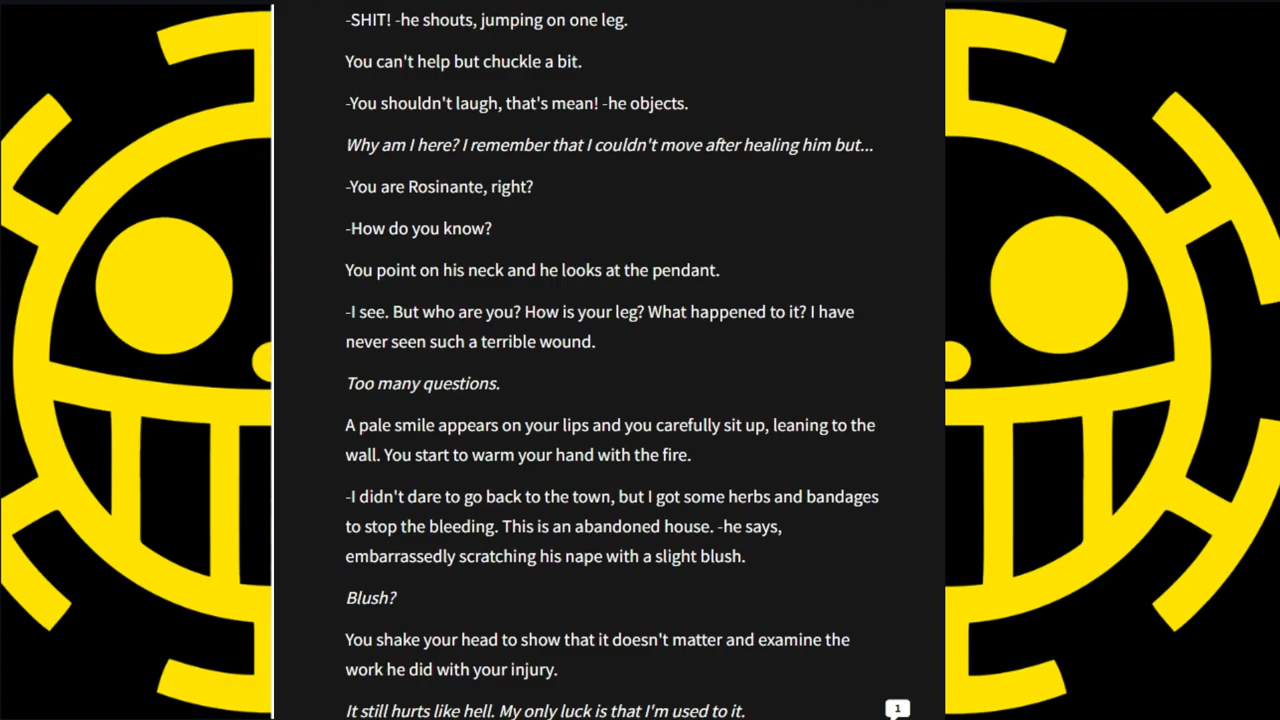 -SHIT! -he shouts, jumping on one leg.
You can't help but chuckle a bit.
-You shouldn't laugh, that's mean! -he objects.
Why am I here? I remember that I couldn't move after healing him but...
-You are Rosinante, right?
-How do you know?
You point on his neck and he looks at the pendant.
-I see. But who are you? How is your leg? What happened to it? I have
never seen such a terrible wound.
Too many questions.
A pale smile appears on your lips and you carefully sit up, leaning to the
wall. You start to warm your hand with the fire.
-I didn't dare to go back to the town, but I got some herbs and bandages
to stop the bleeding. This is an abandoned house. -he says,
embarrassedly scratching his nape with a slight blush.
Blush?
You shake your head to show that it doesn't matter and examine the
work he did with your injury.
It still hurts like hell. My only luck is that I'm used to it.
1